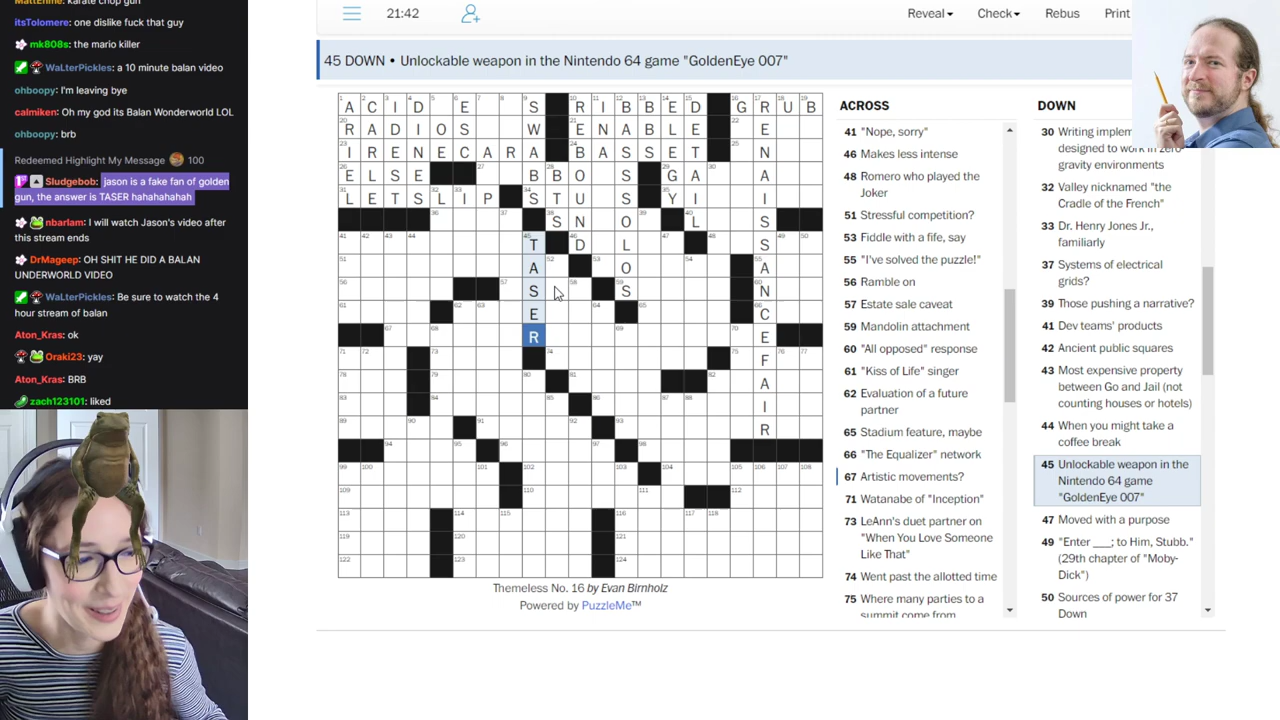 MattEnine: karate chop guy
itsTolomere: one dislike fuck that guy
mk808s: the mario killer
WaLterPickles: a 10 minute balan video
ohboopy: I'm leaving bye
calmiken: Oh my god its Balan Wonderworld LOL
ohboopy: brb
Redeemed Highlight My Message 100
Sludgebob: jason is a fake fan of golden
gun, the answer is TASER hahahahahah
nbarlam: I will watch Jason's video after
this stream ends
DrMageep: OH SHIT HE DID A BALAN
UNDERWORLD VIDEO
WaLterPickles: Be sure to watch the 4
hour stream of balan
Aton_Kras: ok
Oraki23: yay
Aton_Kras: BRB
zach123101: liked
21:42
Reveal
Check
Rebus
Print
45 DOWN • Unlockable weapon in the Nintendo 64 game "GoldenEye 007"
A C I D E S R I B B E D G R U B
R A D I O S W E N A B L E E
I R E N E C A R A B A S S E T N
E L S E B B O S G A A
L E T S L I P S T U S Y I I
S N O L S
T D L S
A O A
S S N
E C
R E
F
A
I
R
Themeless No. 16 by Evan Birnholz
Powered by PuzzleMe™
ACROSS
41 "Nope, sorry"
46 Makes less intense
48 Romero who played the
Joker
51 Stressful competition?
53 Fiddle with a fife, say
55 "I've solved the puzzle!"
56 Ramble on
57 Estate sale caveat
59 Mandolin attachment
60 "All opposed" response
61 "Kiss of Life" singer
62 Evaluation of a future
partner
65 Stadium feature, maybe
66 "The Equalizer" network
67 Artistic movements?
71 Watanabe of "Inception"
73 LeAnn's duet partner on
"When You Love Someone
Like That"
74 Went past the allotted time
75 Where many parties to a
summit come from
DOWN
30 Writing implem
designed to work in zero-
gravity environments
32 Valley nicknamed "the
Cradle of the French"
33 Dr. Henry Jones Jr.,
familiarly
37 Systems of electrical
grids?
39 Those pushing a narrative?
41 Dev teams' products
42 Ancient public squares
43 Most expensive property
between Go and Jail (not
counting houses or hotels)
44 When you might take a
coffee break
45 Unlockable weapon in the
Nintendo 64 game
"GoldenEye 007"
47 Moved with a purpose
49 "Enter ___; to Him, Stubb."
(29th chapter of "Moby-
Dick")
50 Sources of power for 37
Down